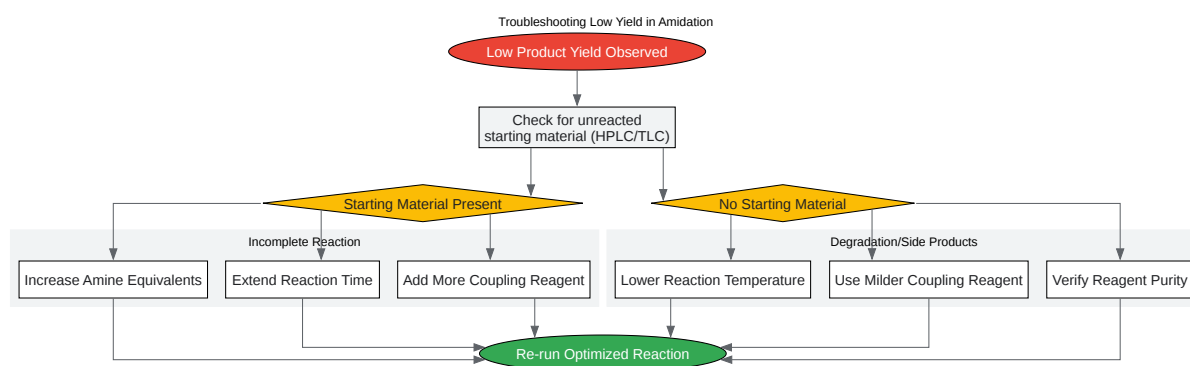 Troubleshooting Low Yield in Amidation
Low Product Yield Observed
Check for unreacted
starting material (HPLC/TLC)
Starting Material Present
No Starting Material
Incomplete Reaction
Degradation/Side Products
Increase Amine Equivalents
Extend Reaction Time
Add More Coupling Reagent
Lower Reaction Temperature
Use Milder Coupling Reagent
Verify Reagent Purity
Re-run Optimized Reaction